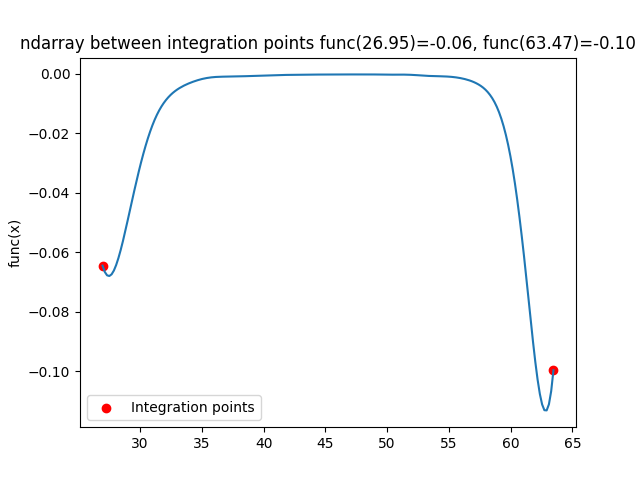 ndarray between integration points func(26.95)=-0.06, func(63.47)=-0.10
0.00
−0.02
−0.04
−0.06
−0.08
−0.10
func(x)
Integration points
30 35 40 45 50 55 60 65